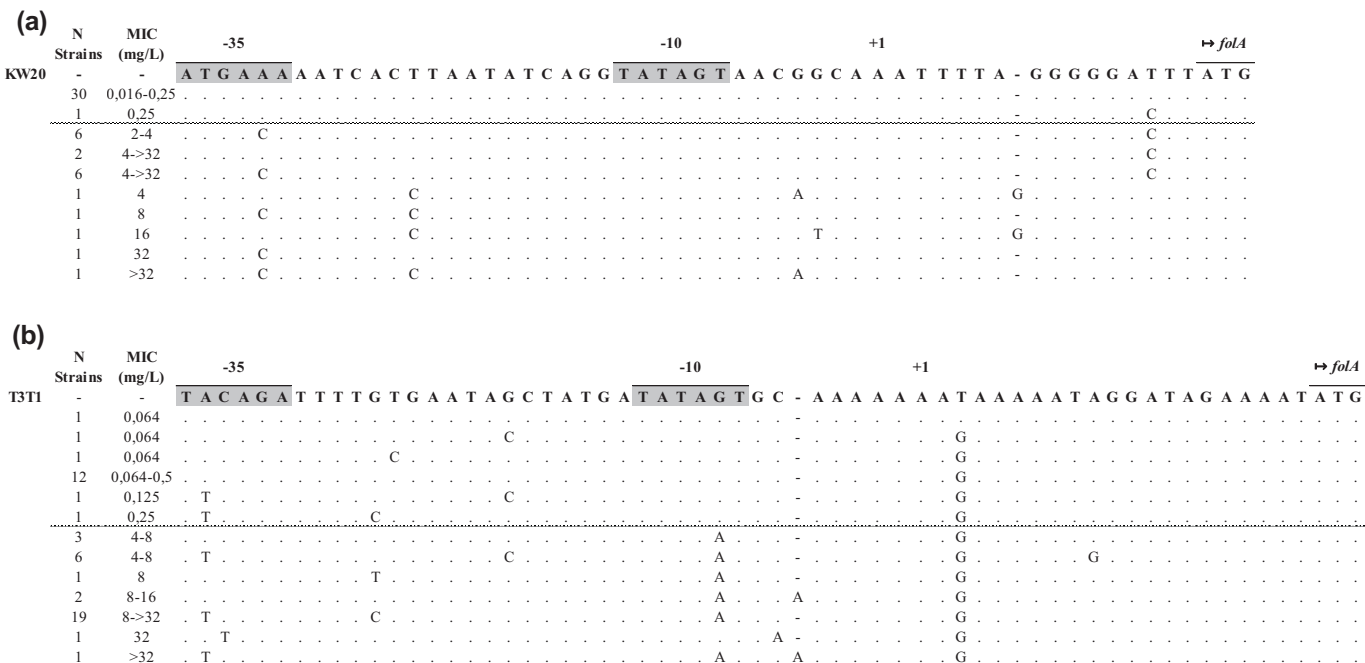 (a)
N Strains MIC (mg/L) -35 -10 +1 ↦ folA
KW20 - - A T G A A A A A T C A C T T A A T A T C A G G T A T A G T A A C G G C A A A T T T T A - G G G G G A T T T A T G
30 0,016-0,25 . . . . . . . . . . . . . . . . . . . . . . . . . . . . . . . . . . . . . . . . . . . - . . . . . . . . . . . .
1 0,25 . . . . . . . . . . . . . . . . . . . . . . . . . . . . . . . . . . . . . . . . . . . - . . . . . . C . . . . .
6 2-4 . . . . C . . . . . . . . . . . . . . . . . . . . . . . . . . . . . . . . . . . . . . - . . . . . . C . . . . .
2 4->32 . . . . . . . . . . . . . . . . . . . . . . . . . . . . . . . . . . . . . . . . . . . - . . . . . . C . . . . .
6 4->32 . . . . C . . . . . . . . . . . . . . . . . . . . . . . . . . . . . . . . . . . . . . - . . . . . . C . . . . .
1 4 . . . . . . . . . . . . C . . . . . . . . . . . . . . . . . . . A . . . . . . . . . . G . . . . . . . . . . . .
1 8 . . . . C . . . . . . . C . . . . . . . . . . . . . . . . . . . . . . . . . . . . . . - . . . . . . . . . . . .
1 16 . . . . . . . . . . . . C . . . . . . . . . . . . . . . . . . . . T . . . . . . . . . G . . . . . . . . . . . .
1 32 . . . . C . . . . . . . . . . . . . . . . . . . . . . . . . . . . . . . . . . . . . . - . . . . . . . . . . . .
1 >32 . . . . C . . . . . . . C . . . . . . . . . . . . . . . . . . . A . . . . . . . . . . - . . . . . . . . . . . .
(b)
N Strains MIC (mg/L) -35 -10 +1 ↦ folA
T3T1 - - T A C A G A T T T T G T G A A T A G C T A T G A T A T A G T G C - A A A A A A A T A A A A A T A G G A T A G A A A A T A T G
1 0,064 . . . . . . . . . . . . . . . . . . . . . . . . . . . . . . . . - . . . . . . . . . . . . . . . . . . . . . . . . . . . . .
1 0,064 . . . . . . . . . . . . . . . . . C . . . . . . . . . . . . . . - . . . . . . . G . . . . . . . . . . . . . . . . . . . . .
1 0,064 . . . . . . . . . . . C . . . . . . . . . . . . . . . . . . . . - . . . . . . . G . . . . . . . . . . . . . . . . . . . . .
12 0,064-0,5 . . . . . . . . . . . . . . . . . . . . . . . . . . . . . . . . - . . . . . . . G . . . . . . . . . . . . . . . . . . . . .
1 0,125 . T . . . . . . . . . . . . . . . C . . . . . . . . . . . . . . - . . . . . . . G . . . . . . . . . . . . . . . . . . . . .
1 0,25 . T . . . . . . . . C . . . . . . . . . . . . . . . . . . . . . - . . . . . . . G . . . . . . . . . . . . . . . . . . . . .
3 4-8 . . . . . . . . . . . . . . . . . . . . . . . . . . . . A . . . - . . . . . . . G . . . . . . . . . . . . . . . . . . . . .
6 4-8 . T . . . . . . . . . . . . . . . C . . . . . . . . . . A . . . - . . . . . . . G . . . . . . G . . . . . . . . . . . . . .
1 8 . . . . . . . . . . T . . . . . . . . . . . . . . . . . A . . . - . . . . . . . G . . . . . . . . . . . . . . . . . . . . .
2 8-16 . . . . . . . . . . . . . . . . . . . . . . . . . . . . A . . . A . . . . . . . G . . . . . . . . . . . . . . . . . . . . .
19 8->32 . T . . . . . . . . C . . . . . . . . . . . . . . . . . A . . . - . . . . . . . G . . . . . . . . . . . . . . . . . . . . .
1 32 . . T . . . . . . . . . . . . . . . . . . . . . . . . . . . . A - . . . . . . . G . . . . . . . . . . . . . . . . . . . . .
1 >32 . T . . . . . . . . . . . . . . . . . . . . . . . . . . A . . . A . . . . . . . G . . . . . . . . . . . . . . . . . . . . .